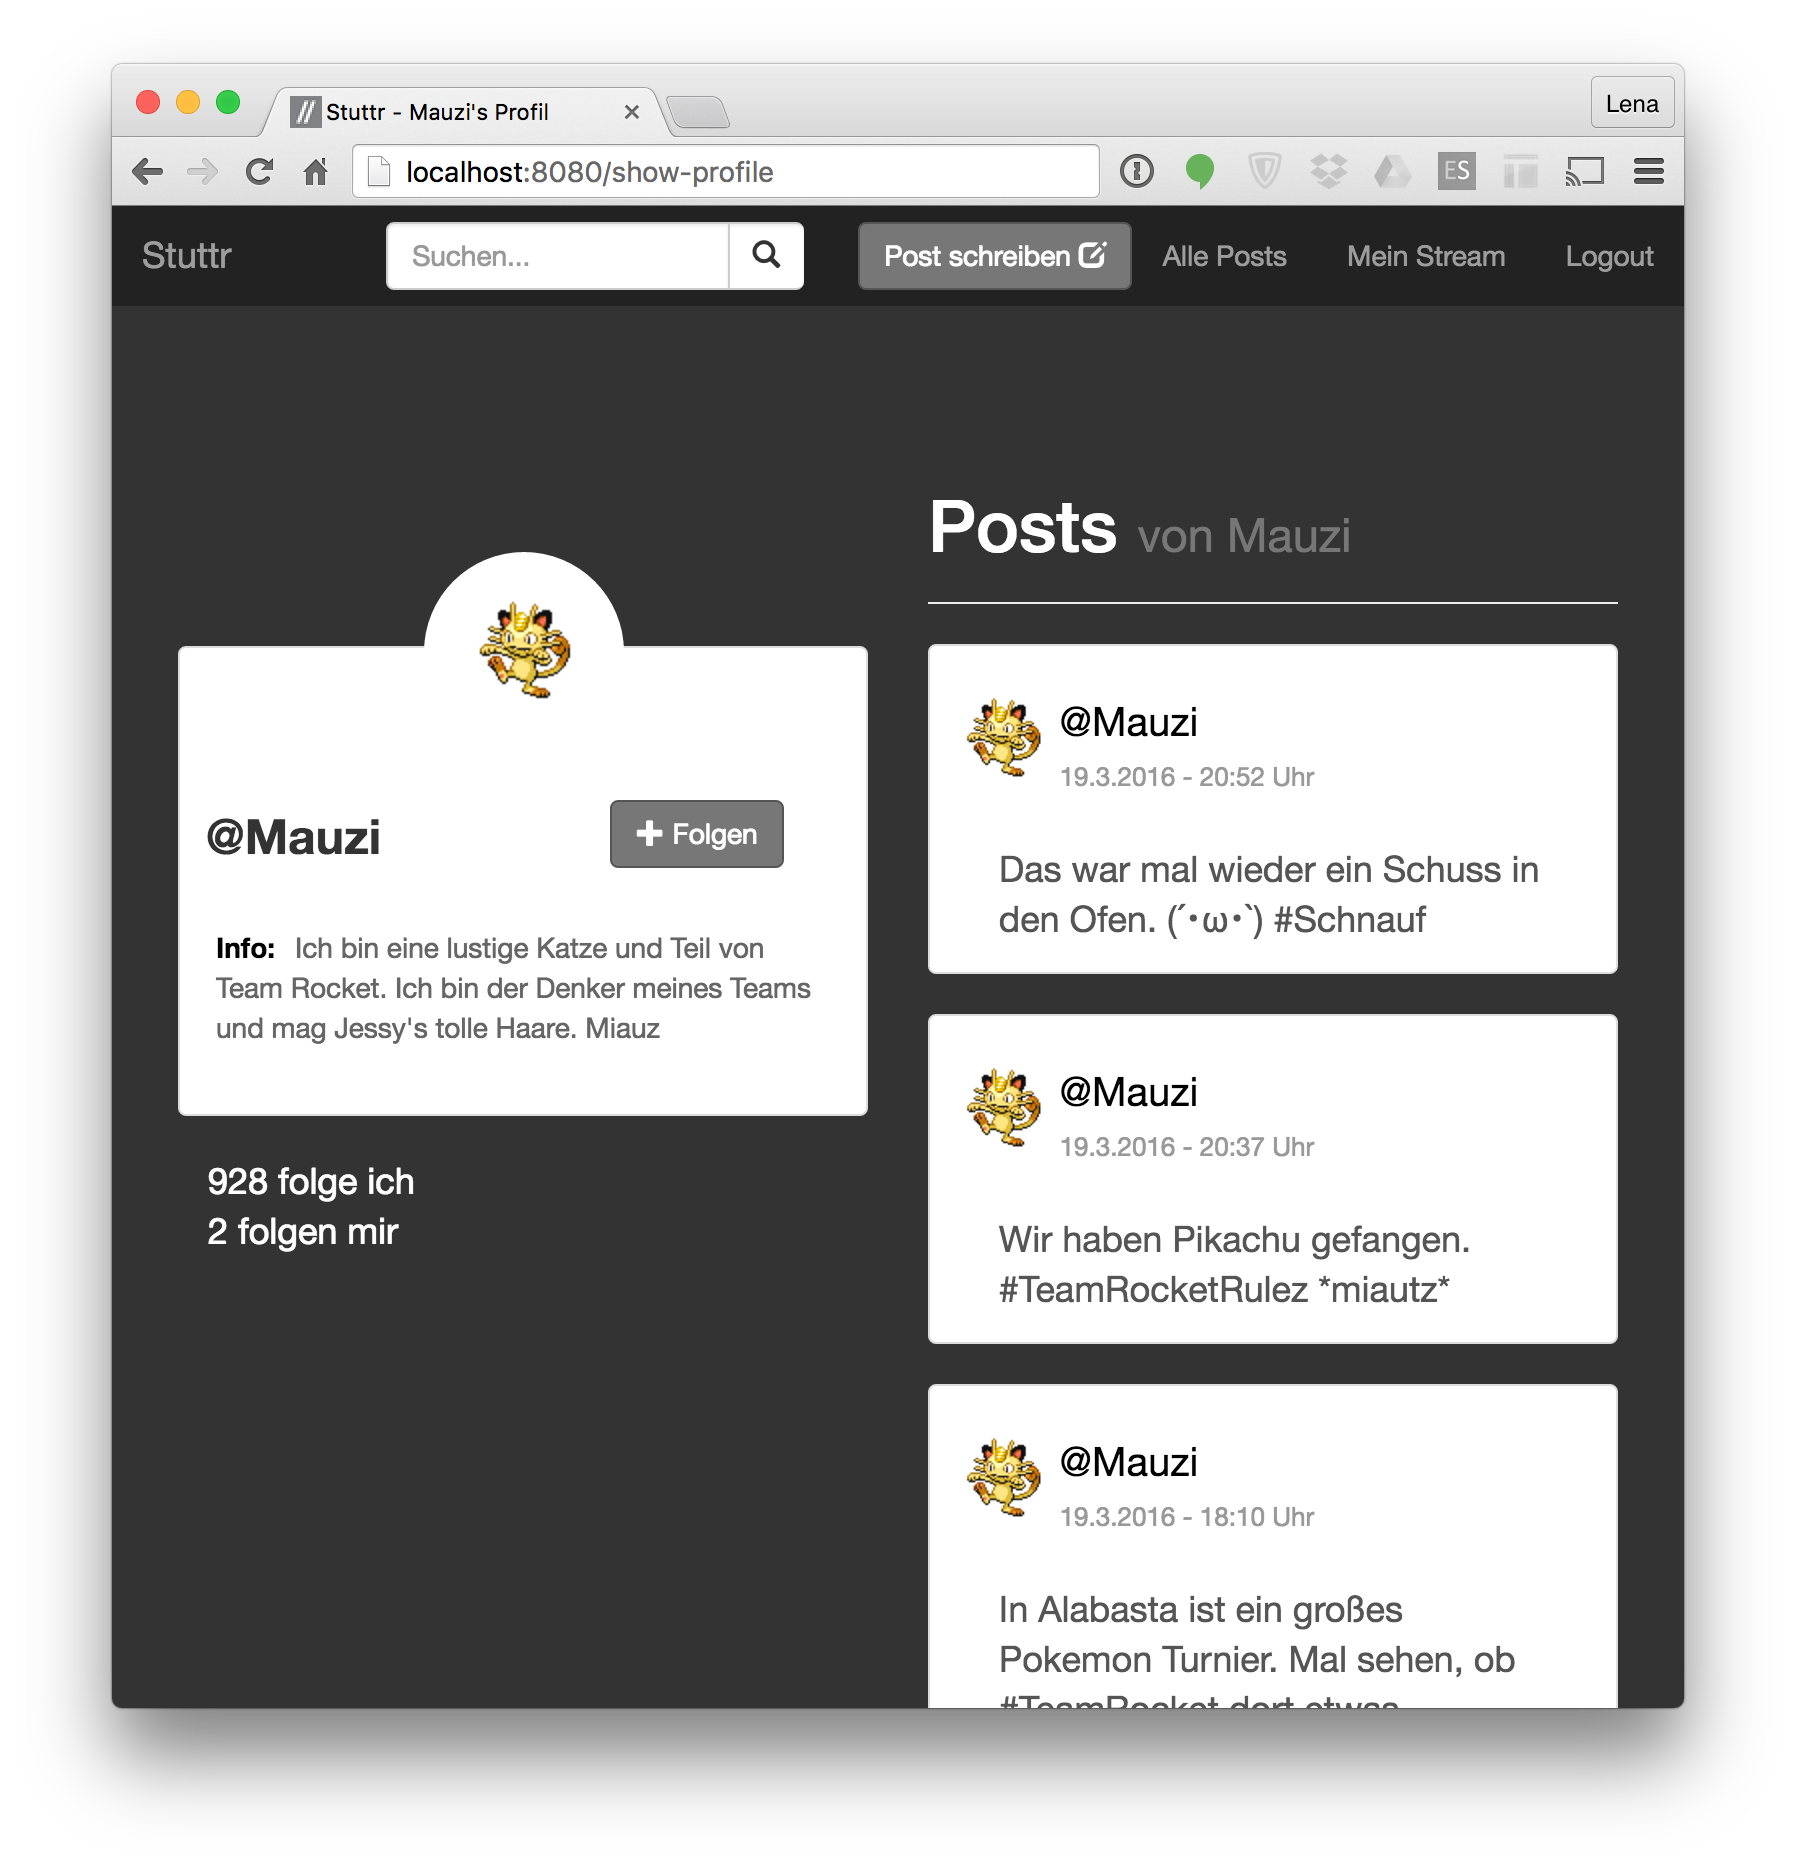 Stuttr - Mauzi's Profil
Lena
localhost:8080/show-profile
ES
Stuttr
Suchen...
Post schreiben
Alle Posts
Mein Stream
Logout
Posts von Mauzi
@Mauzi
Folgen
Info: Ich bin eine lustige Katze und Teil von
Team Rocket. Ich bin der Denker meines Teams
und mag Jessy's tolle Haare. Miauz
928 folge ich
2 folgen mir
@Mauzi
19.3.2016 - 20:52 Uhr
Das war mal wieder ein Schuss in
den Ofen. (´･ω･`) #Schnauf
@Mauzi
19.3.2016 - 20:37 Uhr
Wir haben Pikachu gefangen.
#TeamRocketRulez *miautz*
@Mauzi
19.3.2016 - 18:10 Uhr
In Alabasta ist ein großes
Pokemon Turnier. Mal sehen, ob
#TeamRocket dort etwas